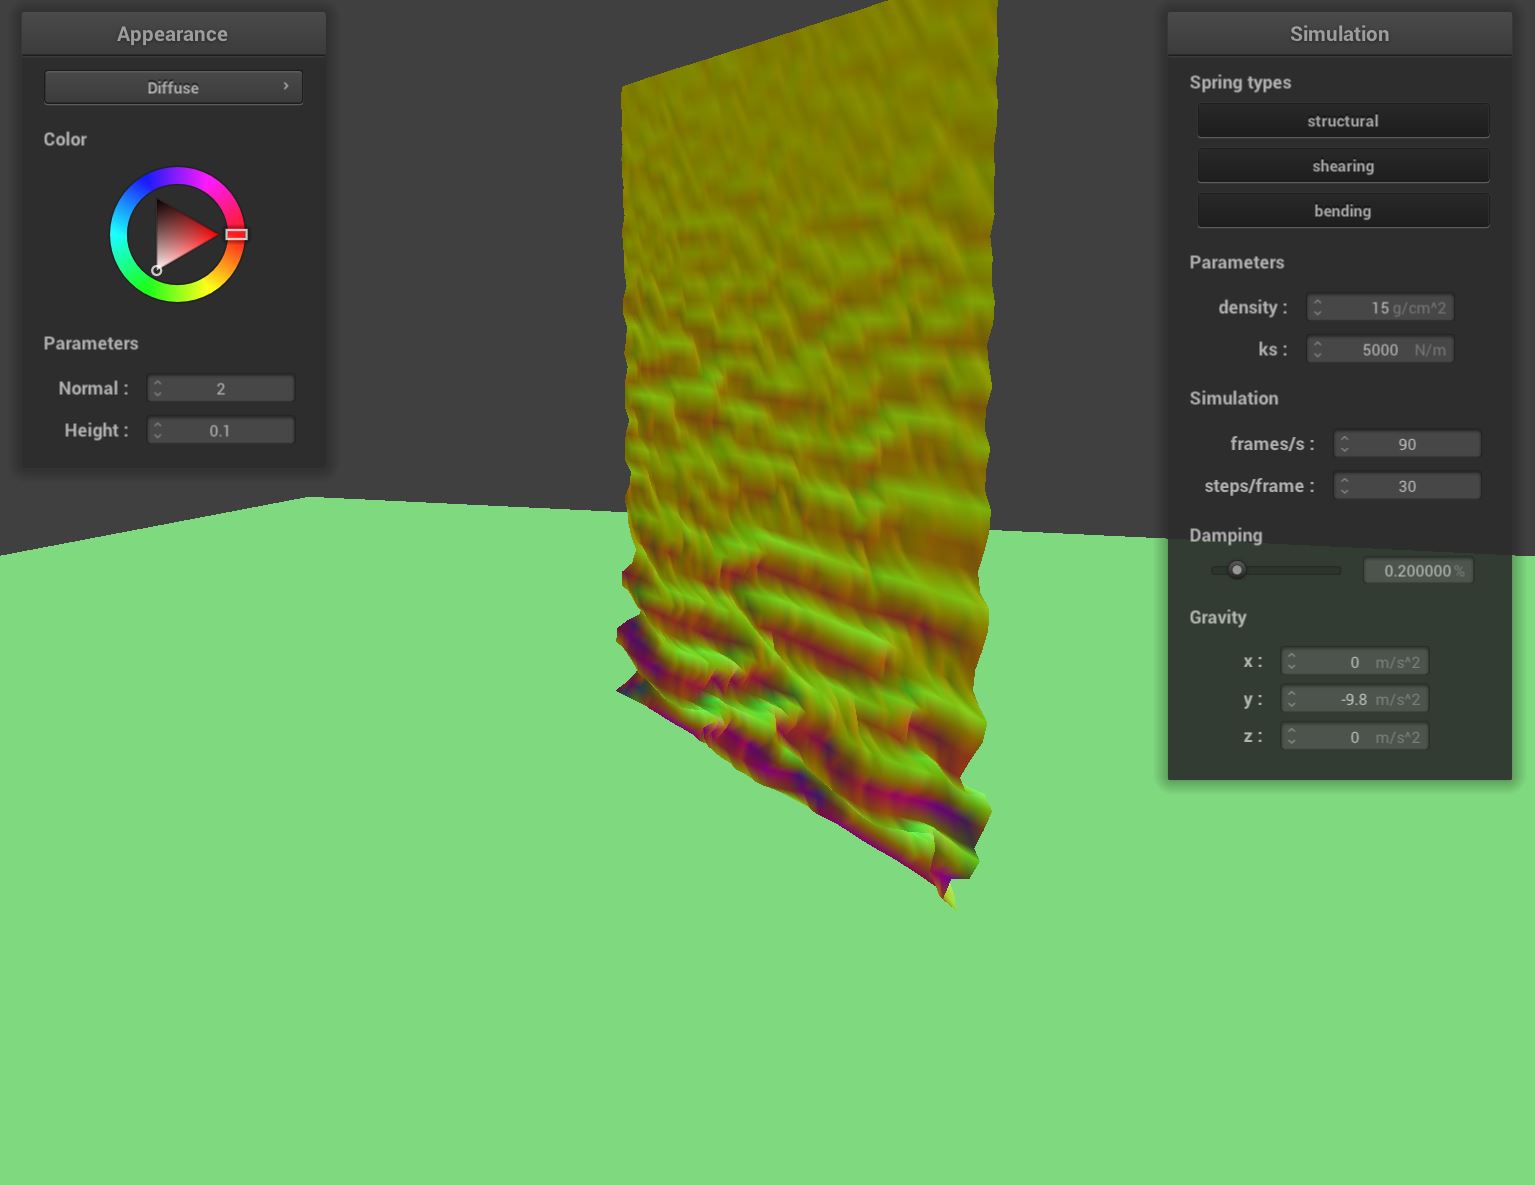 Appearance
Diffuse
Color
Parameters
Normal : 2
Height : 0.1
Simulation
Spring types
structural
shearing
bending
Parameters
density : 15 g/cm^2
ks : 5000 N/m
Simulation
frames/s : 90
steps/frame : 30
Damping
0.200000 %
Gravity
x : 0 m/s^2
y : -9.8 m/s^2
z : 0 m/s^2